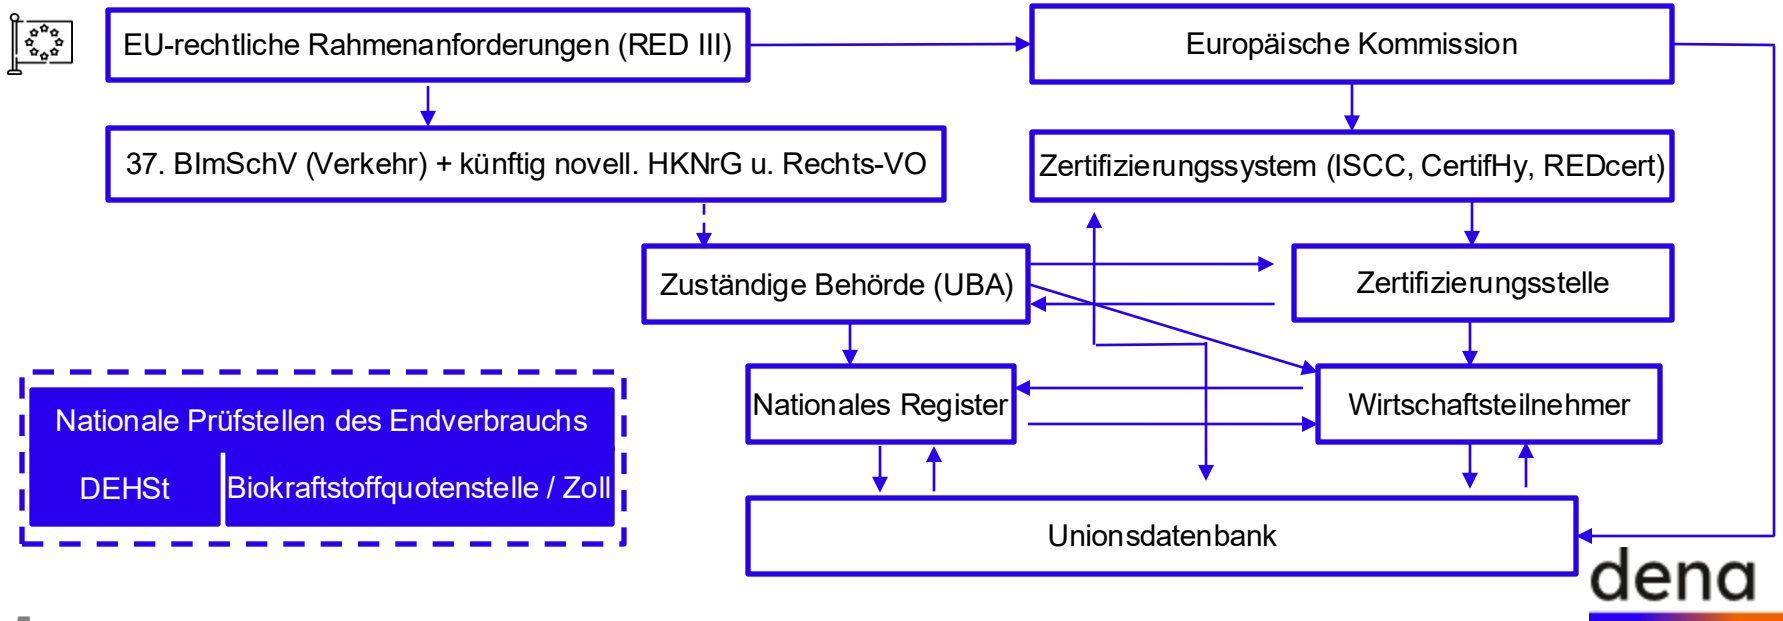 EU-rechtliche Rahmenanforderungen (RED III)
Europäische Kommission
37. BImSchV (Verkehr) + künftig novell. HKNrG u. Rechts-VO
Zertifizierungssystem (ISCC, CertifHy, REDcert)
Zuständige Behörde (UBA)
Zertifizierungsstelle
Nationales Register
Wirtschaftsteilnehmer
Nationale Prüfstellen des Endverbrauchs
DEHSt
Biokraftstoffquotenstelle / Zoll
Unionsdatenbank
dena